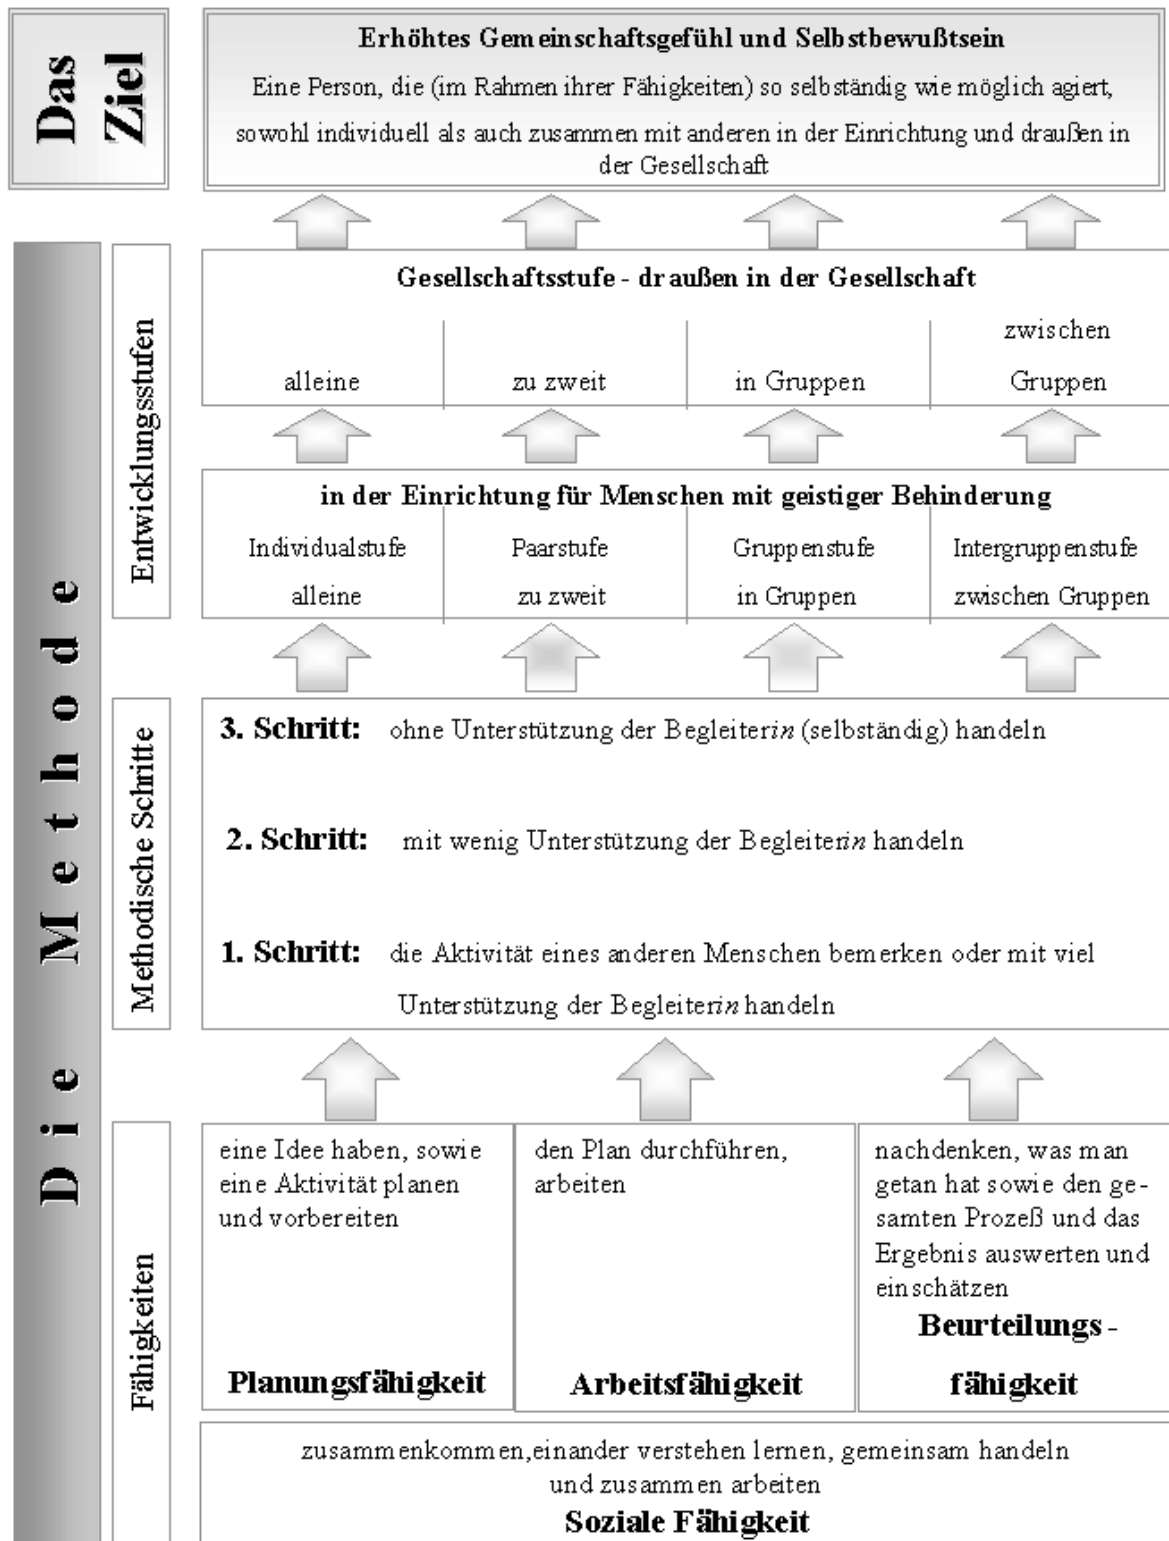 Das
Ziel
Erhöhtes Gemeinschaftsgefühl und Selbstbewußtsein
Eine Person, die (im Rahmen ihrer Fähigkeiten) so selbständig wie möglich agiert,
sowohl individuell als auch zusammen mit anderen in der Einrichtung und draußen in
der Gesellschaft
Die Methode
Entwicklungsstufen
Gesellschaftsstufe - draußen in der Gesellschaft
alleine
zu zweit
in Gruppen
zwischen
Gruppen
in der Einrichtung für Menschen mit geistiger Behinderung
Individualstufe
alleine
Paarstufe
zu zweit
Gruppenstufe
in Gruppen
Intergruppenstufe
zwischen Gruppen
Methodische Schritte
3. Schritt: ohne Unterstützung der Begleiterin (selbständig) handeln
2. Schritt: mit wenig Unterstützung der Begleiterin handeln
1. Schritt: die Aktivität eines anderen Menschen bemerken oder mit viel
Unterstützung der Begleiterin handeln
Fähigkeiten
eine Idee haben, sowie
eine Aktivität planen
und vorbereiten
Planungsfähigkeit
den Plan durchführen,
arbeiten
Arbeitsfähigkeit
nachdenken, was man
getan hat sowie den ge-
samten Prozeß und das
Ergebnis auswerten und
einschätzen
Beurteilungs -
fähigkeit
zusammenkommen,einander verstehen lernen, gemeinsam handeln
und zusammen arbeiten
Soziale Fähigkeit